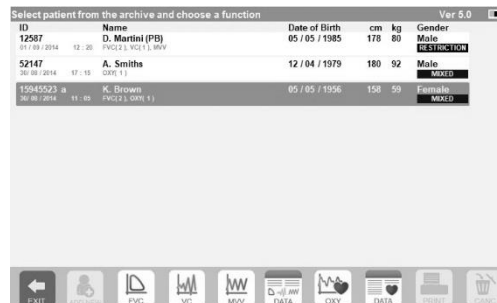 Select patient from the archive and choose a function Ver 5.0
ID Name Date of Birth cm kg Gender
12587 D. Martini (PB) 05 / 05 / 1985 178 80 Male
01 / 09 / 2014 12 : 20 FVC( 2 ), VC( 1 ), MVV RESTRICTION
52147 A. Smiths 12 / 04 / 1979 180 92 Male
30/ 08 / 2014 17 : 15 OXY( 1 ) MIXED
15945523 a K. Brown 05 / 05 / 1956 158 59 Female
30/ 08 / 2014 11 : 05 FVC( 2 ), OXY( 1 ) MIXED
EXIT FVC VC MVV DATA OXY DATA PRINT